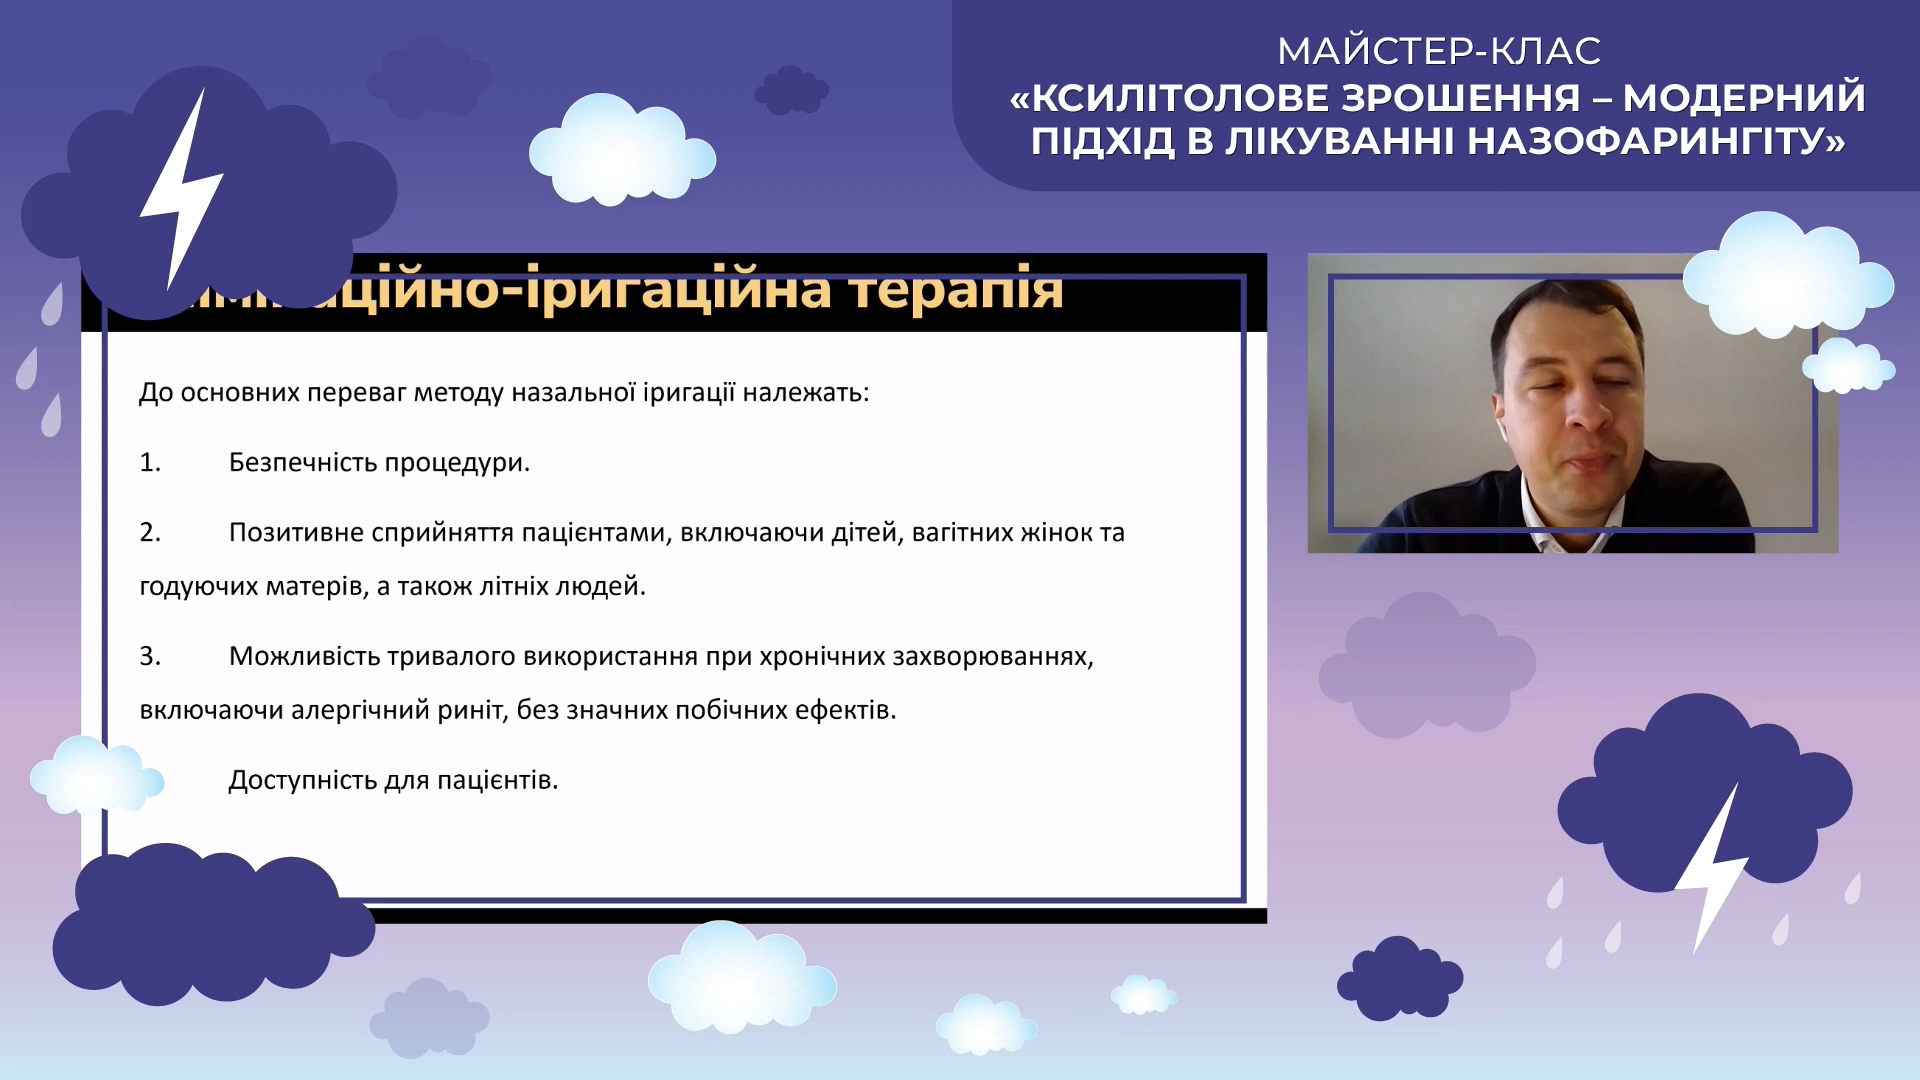 МАЙСТЕР-КЛАС
«КСИЛІТОЛОВЕ ЗРОШЕННЯ – МОДЕРНИЙ
ПІДХІД В ЛІКУВАННІ НАЗОФАРИНГІТУ»
терапія
До основних переваг методу назальної іригації належать:
1. Безпечність процедури.
2. Позитивне сприйняття пацієнтами, включаючи дітей, вагітних жінок та
годуючих матерів, а також літніх людей.
3. Можливість тривалого використання при хронічних захворюваннях,
включаючи алергічний риніт, без значних побічних ефектів.
Доступність для пацієнтів.